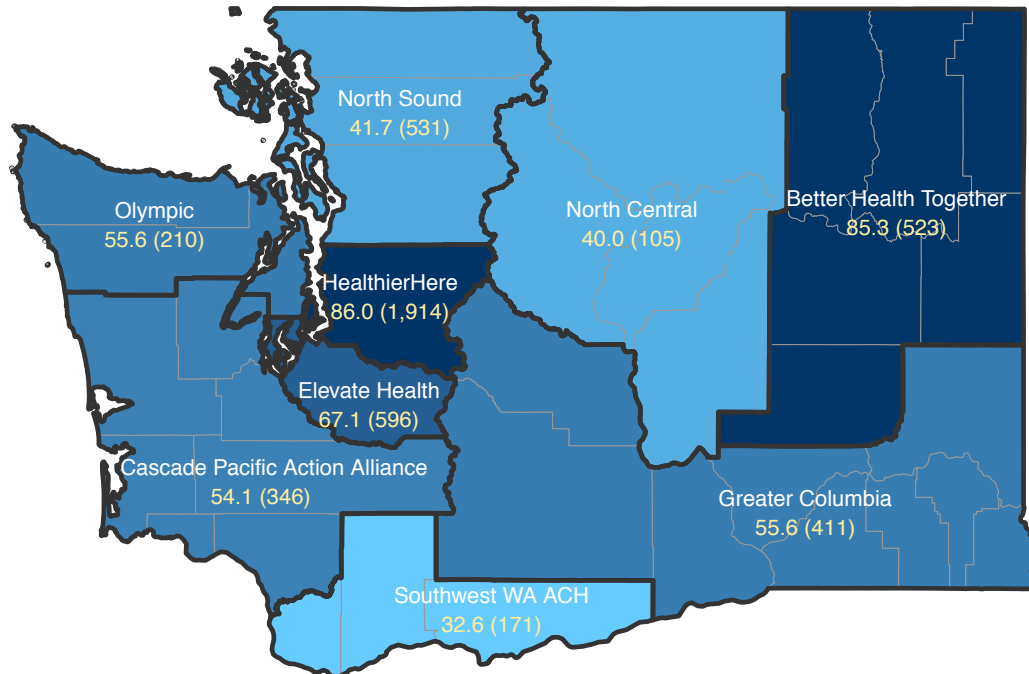 North Sound
41.7 (531)
Olympic
55.6 (210)
North Central
40.0 (105)
Better Health Together
85.3 (523)
HealthierHere
86.0 (1,914)
Elevate Health
67.1 (596)
Cascade Pacific Action Alliance
54.1 (346)
Greater Columbia
55.6 (411)
Southwest WA ACH
32.6 (171)